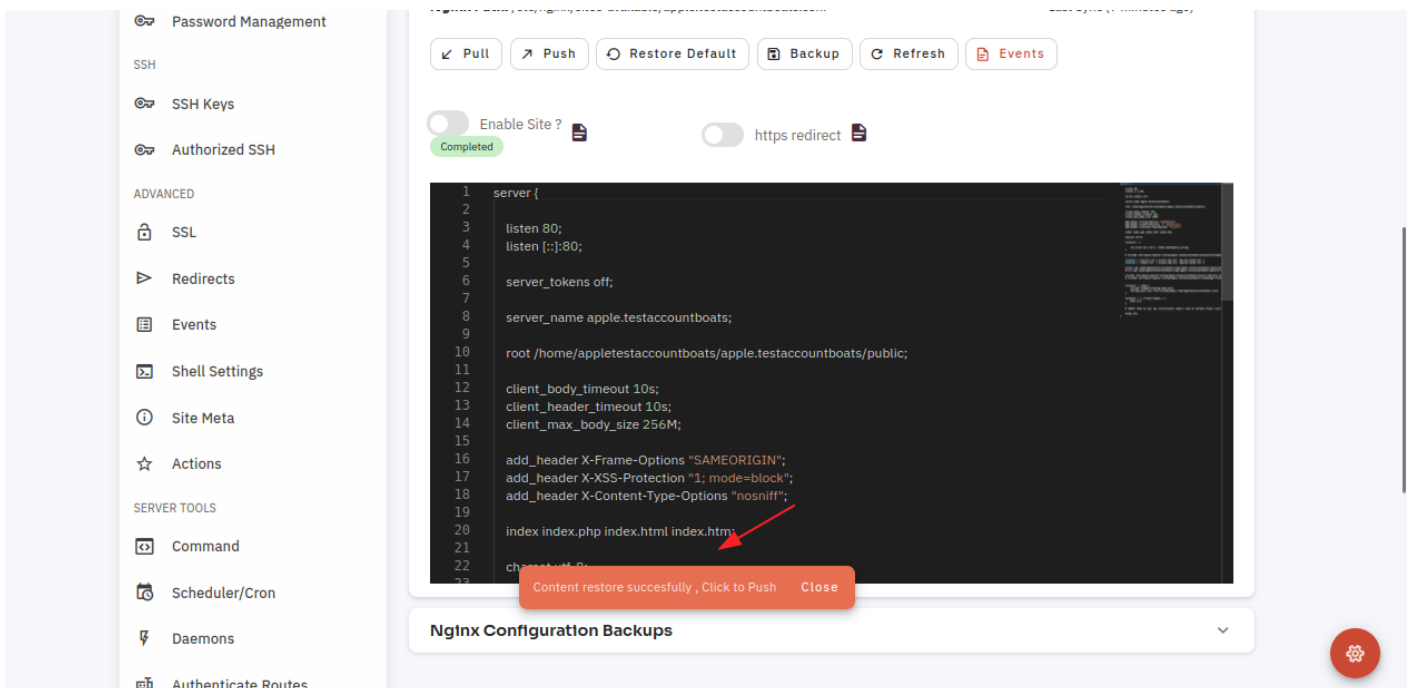 Password Management
SSH
SSH Keys
Authorized SSH
ADVANCED
SSL
Redirects
Events
Shell Settings
Site Meta
Actions
SERVER TOOLS
Command
Scheduler/Cron
Daemons
Authenticate Routes
Pull Push Restore Default Backup Refresh Events
Enable Site ?
Completed
https redirect
1 server {
2
3 listen 80;
4 listen [::]:80;
5
6 server_tokens off;
7
8 server_name apple.testaccountboats;
9
10 root /home/appletestaccountboats/apple.testaccountboats/public;
11
12 client_body_timeout 10s;
13 client_header_timeout 10s;
14 client_max_body_size 256M;
15
16 add_header X-Frame-Options "SAMEORIGIN";
17 add_header X-XSS-Protection "1; mode=block";
18 add_header X-Content-Type-Options "nosniff";
19
20 index index.php index.html index.htm;
21
22
23
Content restore succesfully , Click to Push Close
Nginx Configuration Backups